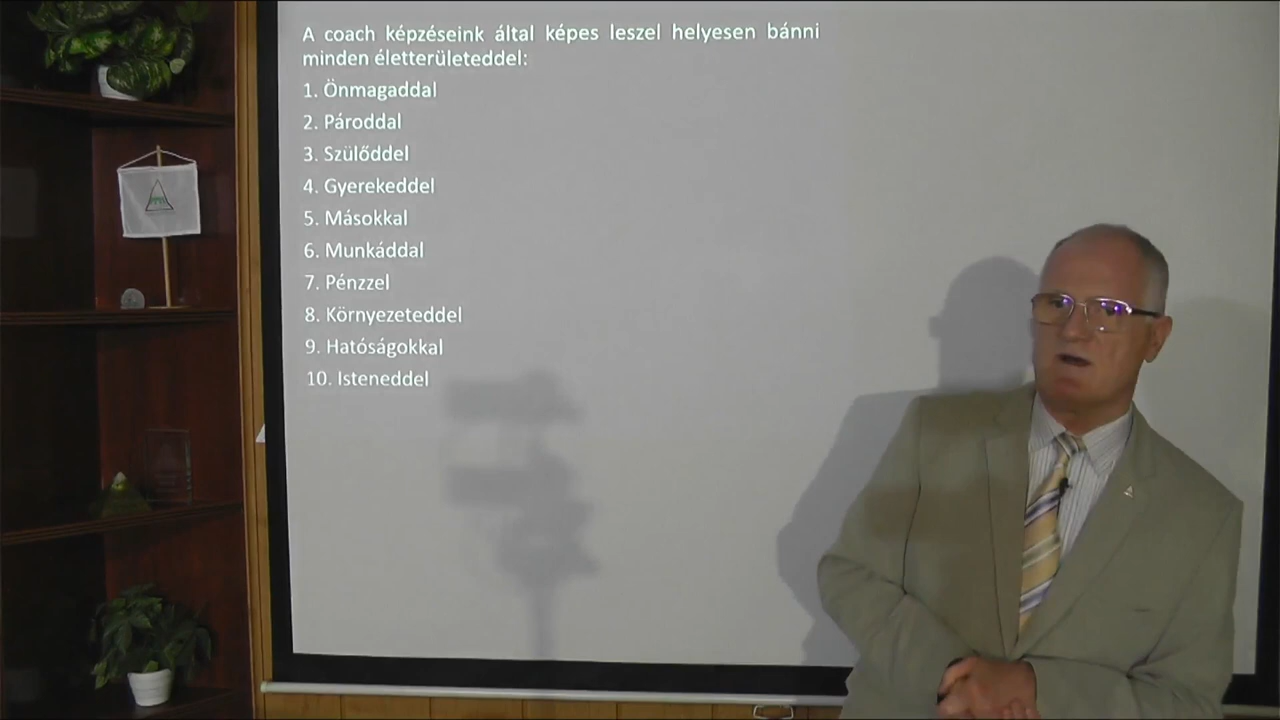 A coach képzéseink által képes leszel helyesen bánni
minden életterületeddel:
1. Önmagaddal
2. Pároddal
3. Szülőddel
4. Gyerekeddel
5. Másokkal
6. Munkáddal
7. Pénzzel
8. Környezeteddel
9. Hatóságokkal
10. Isteneddel